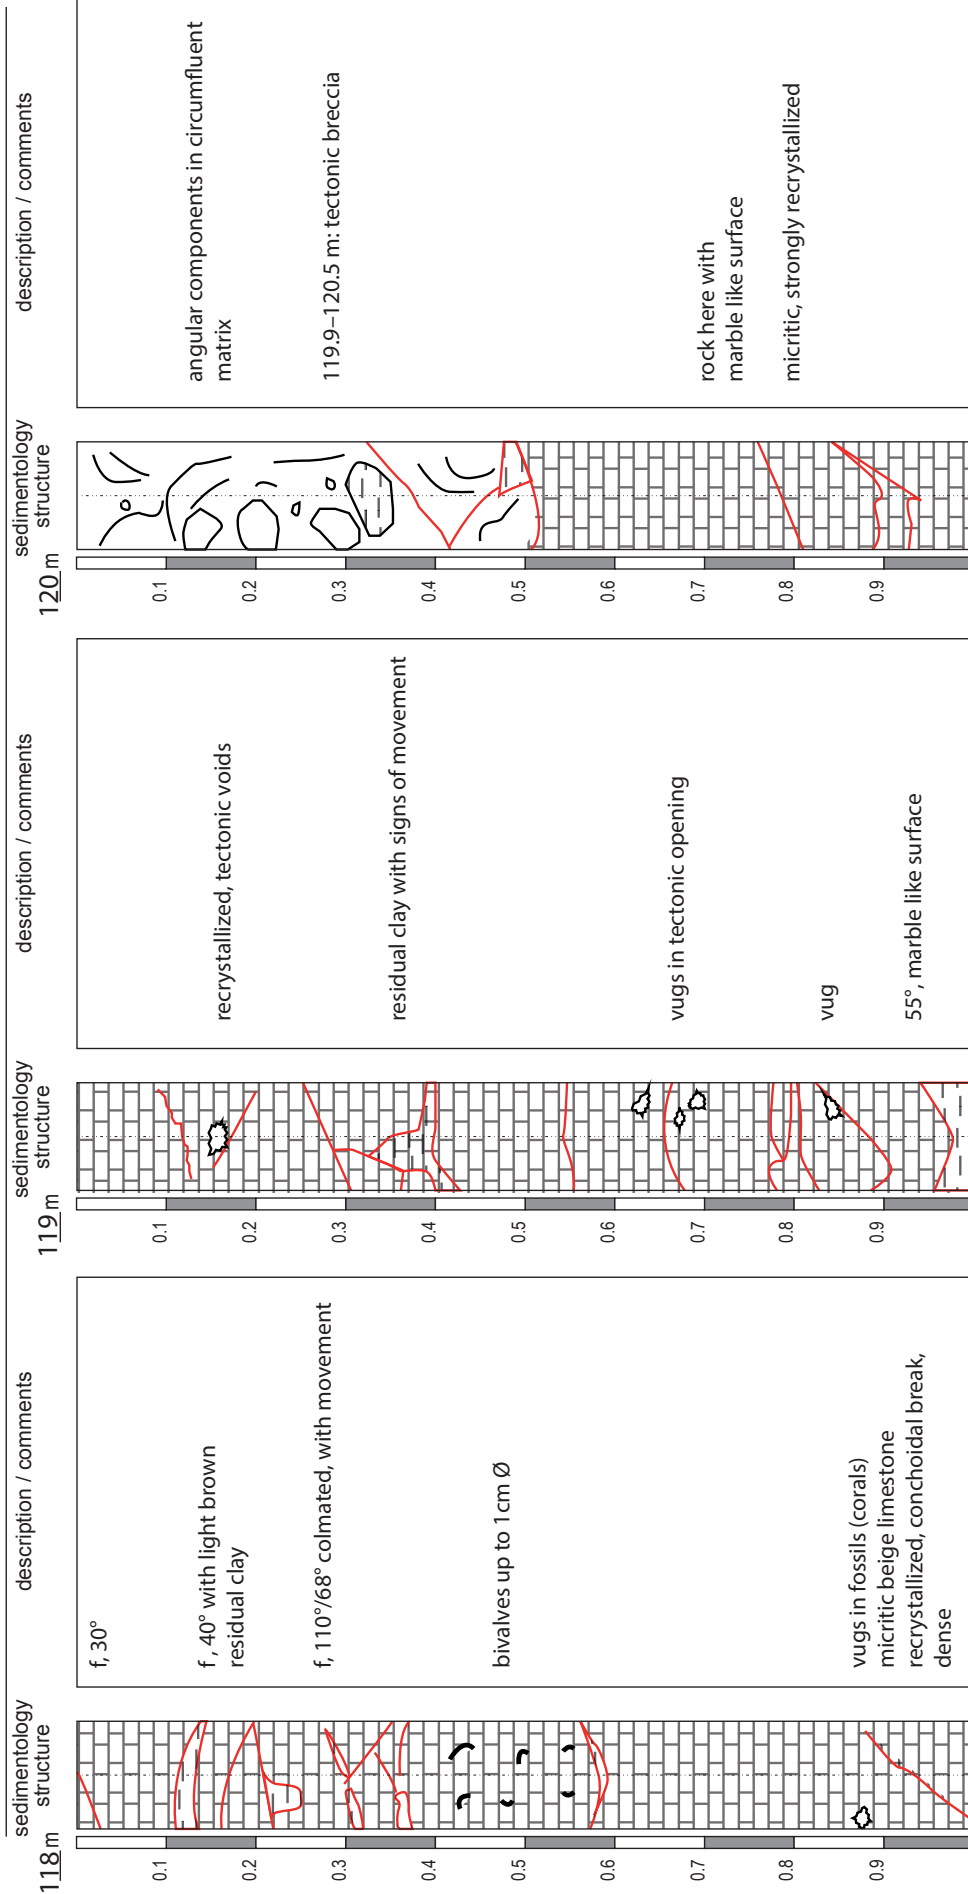 118 m
sedimentology
structure
description / comments
0.1
0.2
0.3
0.4
0.5
0.6
0.7
0.8
0.9
f, 30°
f , 40° with light brown
residual clay
f, 110°/68° colmated, with movement
bivalves up to 1cm Ø
vugs in fossils (corals)
micritic beige limestone
recrystallized, conchoidal break,
dense
119 m
sedimentology
structure
description / comments
0.1
0.2
0.3
0.4
0.5
0.6
0.7
0.8
0.9
recrystallized, tectonic voids
residual clay with signs of movement
vugs in tectonic opening
vug
55°, marble like surface
120 m
sedimentology
structure
description / comments
0.1
0.2
0.3
0.4
0.5
0.6
0.7
0.8
0.9
angular components in circumfluent
matrix
119.9–120.5 m: tectonic breccia
rock here with
marble like surface
micritic, strongly recrystallized